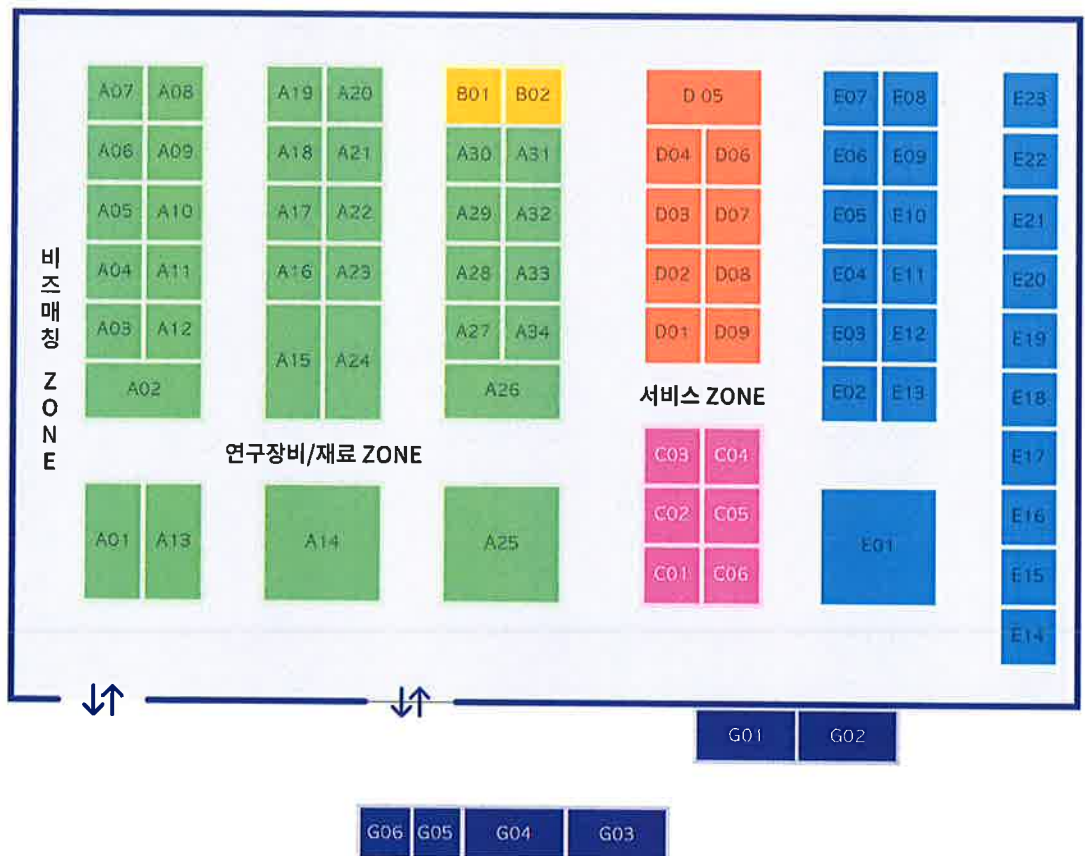 A07 A08 A19 A20 B01 B02 D 05 E07 E08 E23
A06 A09 A18 A21 A30 A31 D04 D06 E06 E09 E22
A05 A10 A17 A22 A29 A32 D03 D07 E05 E10 E21
A04 A11 A16 A23 A28 A33 D02 D08 E04 E11 E20
A03 A12 A15 A24 A27 A34 D01 D09 E03 E12 E19
A02 A26 E02 E13 E18
비즈매칭 ZONE
서비스 ZONE
연구장비/재료 ZONE
C03 C04 E17
C02 C05 E16
A01 A13 A14 A25 E01
C01 C06 E15
E14
G01 G02
G06 G05 G04 G03